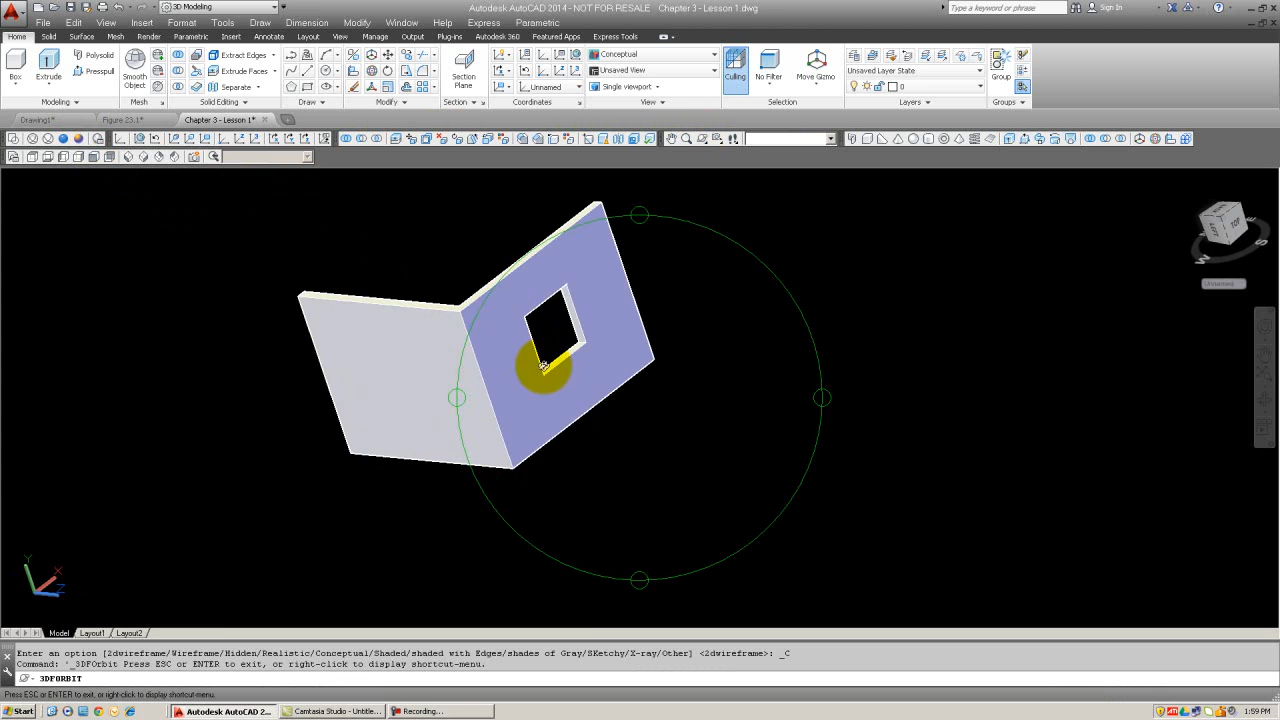 3D Modeling
Autodesk AutoCAD 2014 - NOT FOR RESALE Chapter 3 - Lesson 1.dwg
Type a keyword or phrase
Sign In
File Edit View Insert Format Tools Draw Dimension Modify Window Help Express Parametric
Home Solid Surface Mesh Render Parametric Insert Annotate Layout View Manage Output Plug-ins Autodesk 360 Featured Apps Express Tools
Box
Extrude
Polysolid
Presspull
Smooth Object
Extract Edges
Extrude Faces
Separate
Section Plane
Unnamed
Conceptual
Unsaved View
Single viewport
Culling
No Filter
Move Gizmo
Unsaved Layer State
0
Group
Modeling Mesh Solid Editing Draw Modify Section Coordinates View Selection Layers Groups
Drawing1* Figure 23.1* Chapter 3 - Lesson 1*
TOP
LEFT
Unnamed
Y
X
Z
Model Layout1 Layout2
Enter an option [2dwireframe/Wireframe/Hidden/Realistic/Conceptual/Shaded/shaded with Edges/shades of Gray/SKetchy/X-ray/Other] <2dwireframe>: _C
Command: '_3DFOrbit Press ESC or ENTER to exit, or right-click to display shortcut-menu.
3DFORBIT
Press ESC or ENTER to exit, or right-click to display shortcut-menu.
Start
Autodesk AutoCAD 2...
Camtasia Studio - Untitle...
Recording...
1:59 PM